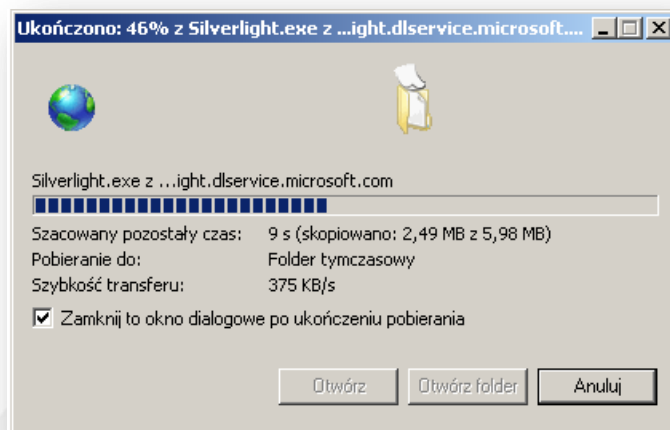 Ukończono: 46% z Silverlight.exe z ...ight.dlservice.microsoft....
Silverlight.exe z ...ight.dlservice.microsoft.com
Szacowany pozostały czas: 9 s (skopiowano: 2,49 MB z 5,98 MB)
Pobieranie do: Folder tymczasowy
Szybkość transferu: 375 KB/s
Zamknij to okno dialogowe po ukończeniu pobierania
Otwórz Otwórz folder Anuluj